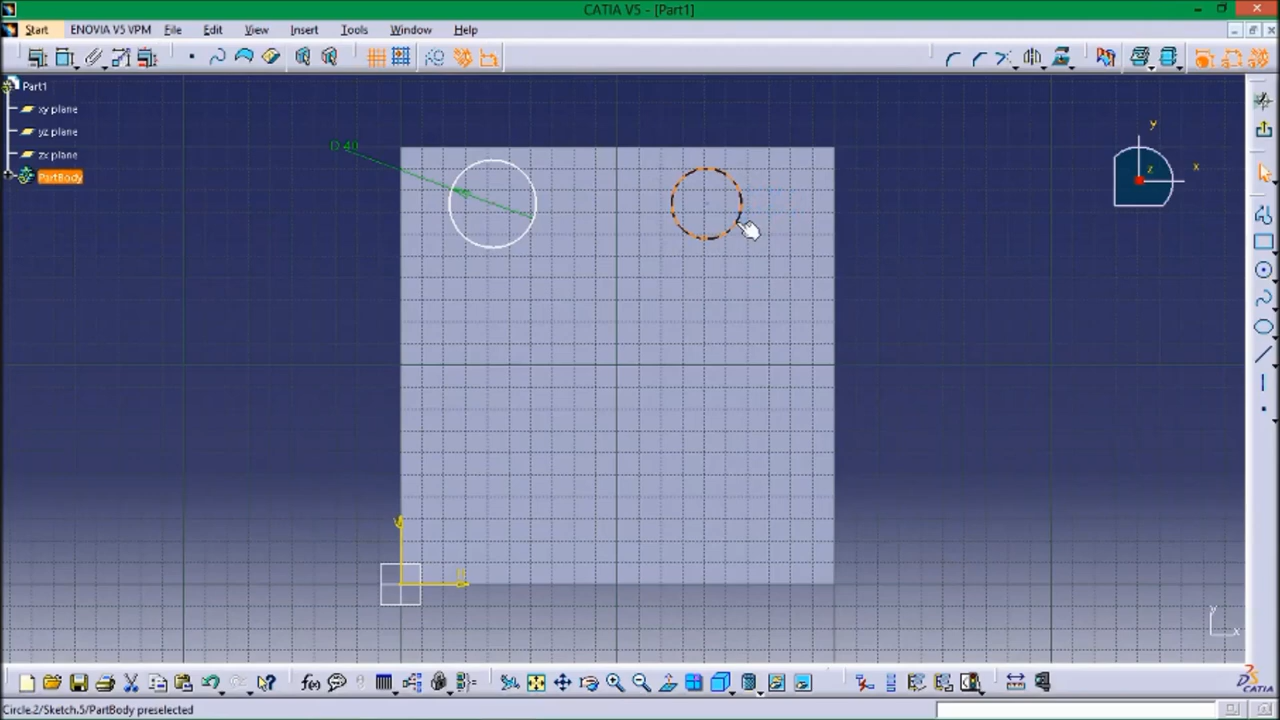 CATIA V5 - [Part1]
Start ENOVIA V5 VPM File Edit View Insert Tools Window Help
Part1
xy plane
yz plane
zx plane
PartBody
D 40
y
x
z
V
H
y
x
f(x)
DS
CATIA
Circle.2/Sketch.5/PartBody preselected